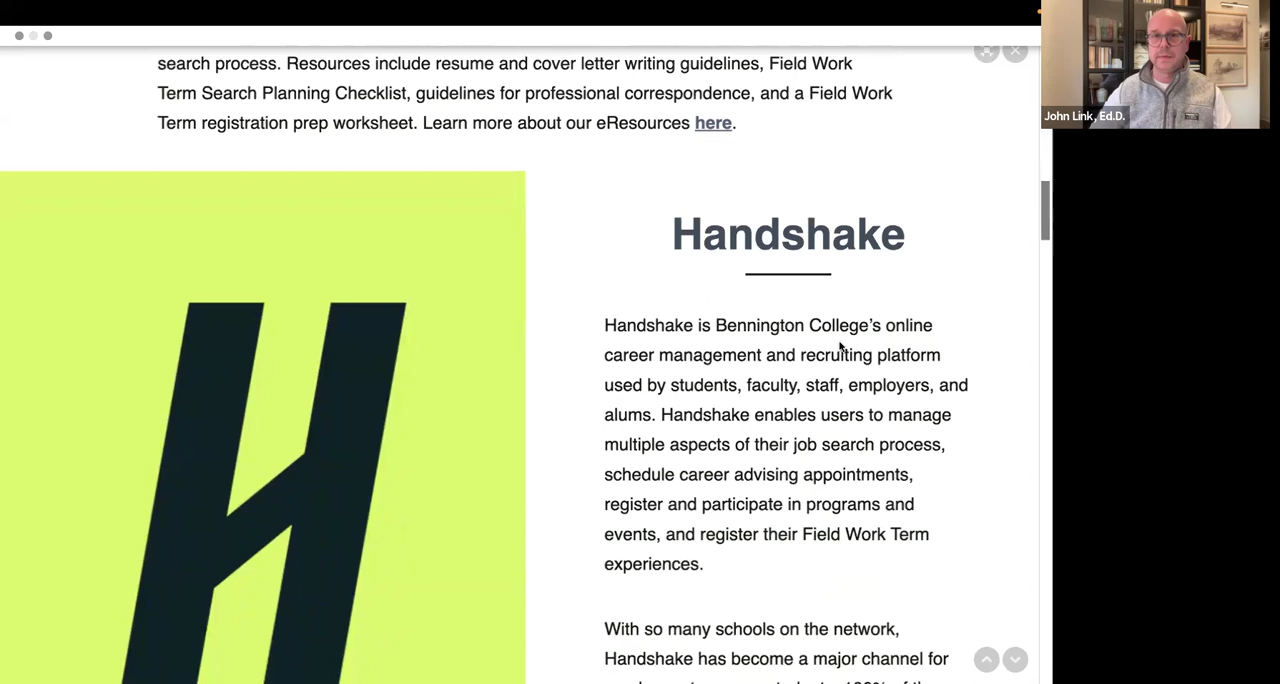 search process. Resources include resume and cover letter writing guidelines, Field Work
Term Search Planning Checklist, guidelines for professional correspondence, and a Field Work
Term registration prep worksheet. Learn more about our eResources here.
John Link, Ed.D.
Handshake
Handshake is Bennington College’s online
career management and recruiting platform
used by students, faculty, staff, employers, and
alums. Handshake enables users to manage
multiple aspects of their job search process,
schedule career advising appointments,
register and participate in programs and
events, and register their Field Work Term
experiences.
With so many schools on the network,
Handshake has become a major channel for
H